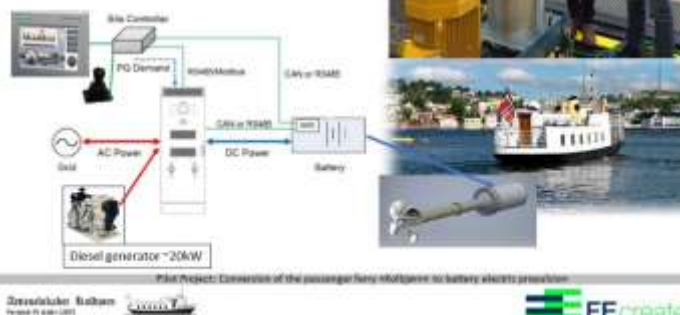 Site Controller
PQ Demand
RS485/Modbus
CAN or RS485
CAN or RS485
AC Power
DC Power
Grid
Battery
Diesel generator ~20kW
Pilot Project: Conversion of the passenger ferry to battery electric propulsion
EEcreate